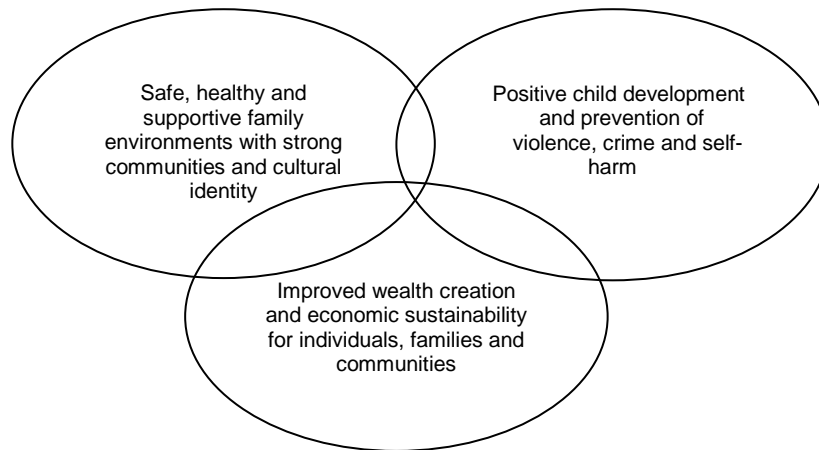 Safe, healthy and
supportive family
environments with strong
communities and cultural
identity
Positive child development
and prevention of
violence, crime and self-
harm
Improved wealth creation
and economic sustainability
for individuals, families and
communities